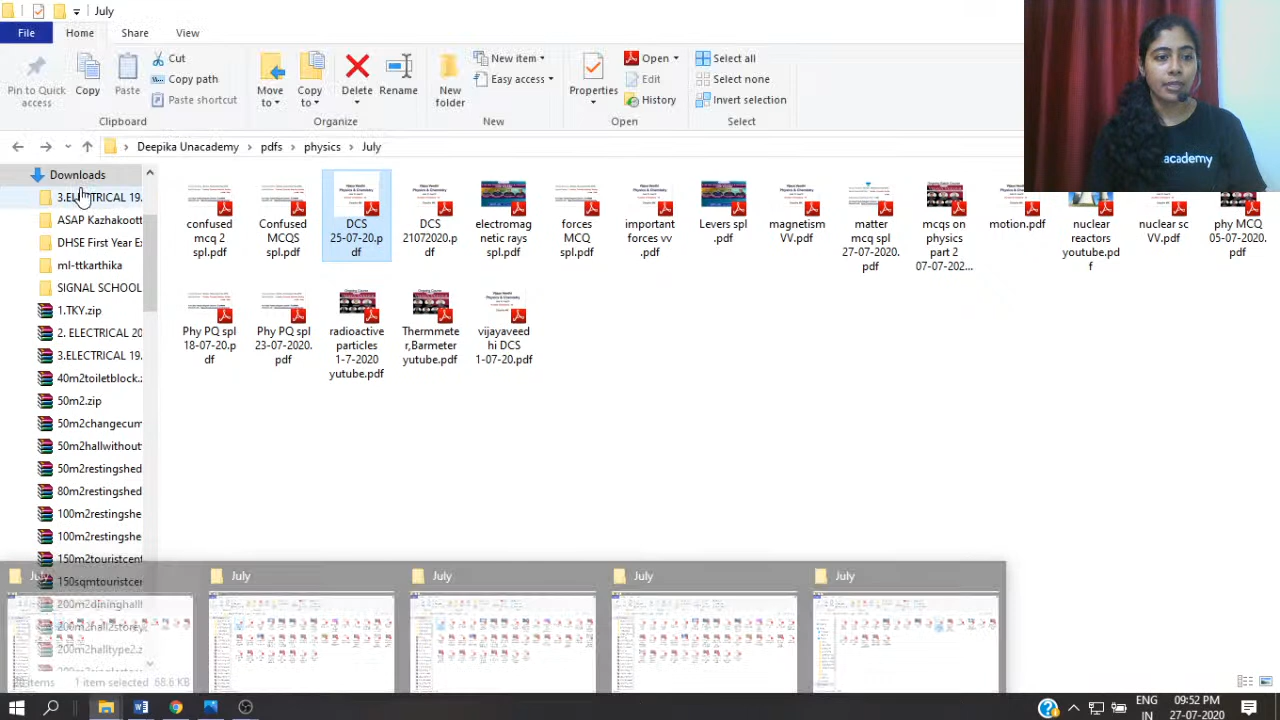 July
File Home Share View
Pin to Quick access
Copy
Paste
Cut
Copy path
Paste shortcut
Clipboard
Move to
Copy to
Delete
Rename
Organize
New folder
New item
Easy access
New
Properties
Open
Edit
History
Open
Select all
Select none
Invert selection
Select
Deepika Unacademy pdfs physics July
3.ELECTRICAL 19
ASAP Kazhakoott
DHSE First Year E
ml-ttkarthika
SIGNAL SCHOOL
2. ELECTRICAL 20
3.ELECTRICAL 19.
40m2toiletblock.z
50m2.zip
50m2changecum
50m2hallwithout
50m2restingshed
80m2restingshed
100m2restingshe
100m2restingshe
150m2touristcent
150sqmtouristcer
confused mcq 2 spl.pdf
Confused MCQS spl.pdf
DCS 25-07-20.pdf
DCS 21072020.pdf
electromagnetic rays spl.pdf
forces MCQ spl.pdf
important forces vv .pdf
Levers spl .pdf
magnetism VV.pdf
matter mcq spl 27-07-2020.pdf
mcqs on physics part 2 07-07-202...
motion.pdf
nuclear reactors youtube.pdf
nuclear sc VV.pdf
phy MCQ 05-07-2020.pdf
Phy PQ spl 18-07-20.pdf
Phy PQ spl 23-07-2020.pdf
radioactive particles 1-7-2020 yutube.pdf
Thermmeter,Barmeter yutube.pdf
vijayaveedhi DCS 1-07-20.pdf
academy
July July July July July
1 item selected
ENG 09:52 PM
IN 27-07-2020